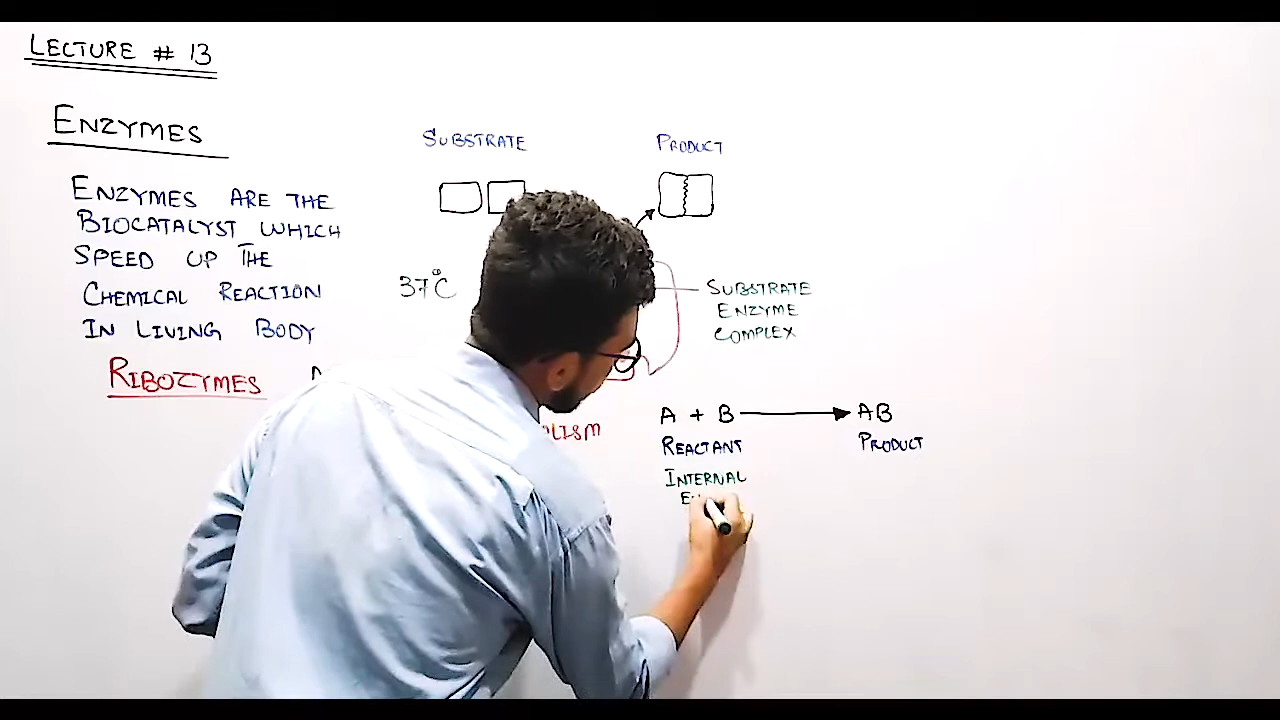 LECTURE # 13
ENZYMES
ENZYMES ARE THE
BIOCATALYST WHICH
SPEED UP THE
CHEMICAL REACTION
IN LIVING BODY
RIBOZYMES
SUBSTRATE
PRODUCT
37°C
SUBSTRATE
ENZYME
COMPLEX
A + B AB
REACTANT PRODUCT
INTERNAL